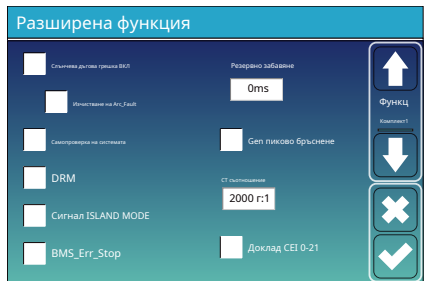 Разширена функция
Слънчева дъгова грешка ВКЛ
Изчистване на Arc_Fault
Самопроверка на системата
DRM
Сигнал ISLAND MODE
BMS_Err_Stop
Резервно забавяне
0ms
Gen пиково бръснене
CT съотношение
2000 г:1
Доклад CEI 0-21
Функц
Комплект1